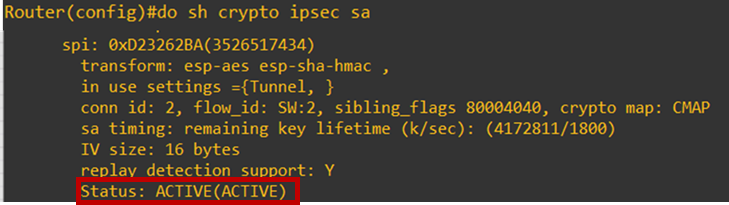 Router(config)#do sh crypto ipsec sa
spi: 0xD23262BA(3526517434)
transform: esp-aes esp-sha-hmac ,
in use settings ={Tunnel, }
conn id: 2, flow_id: SW:2, sibling_flags 80004040, crypto map: CMAP
sa timing: remaining key lifetime (k/sec): (4172811/1800)
IV size: 16 bytes
replay detection support: Y
Status: ACTIVE(ACTIVE)